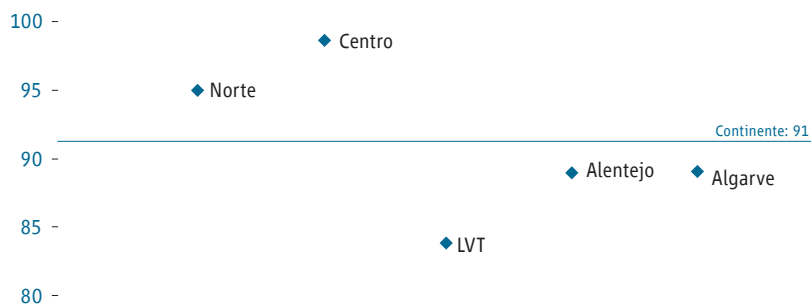 100
Centro
95
Norte
Continente: 91
90
Alentejo
Algarve
85
LVT
80